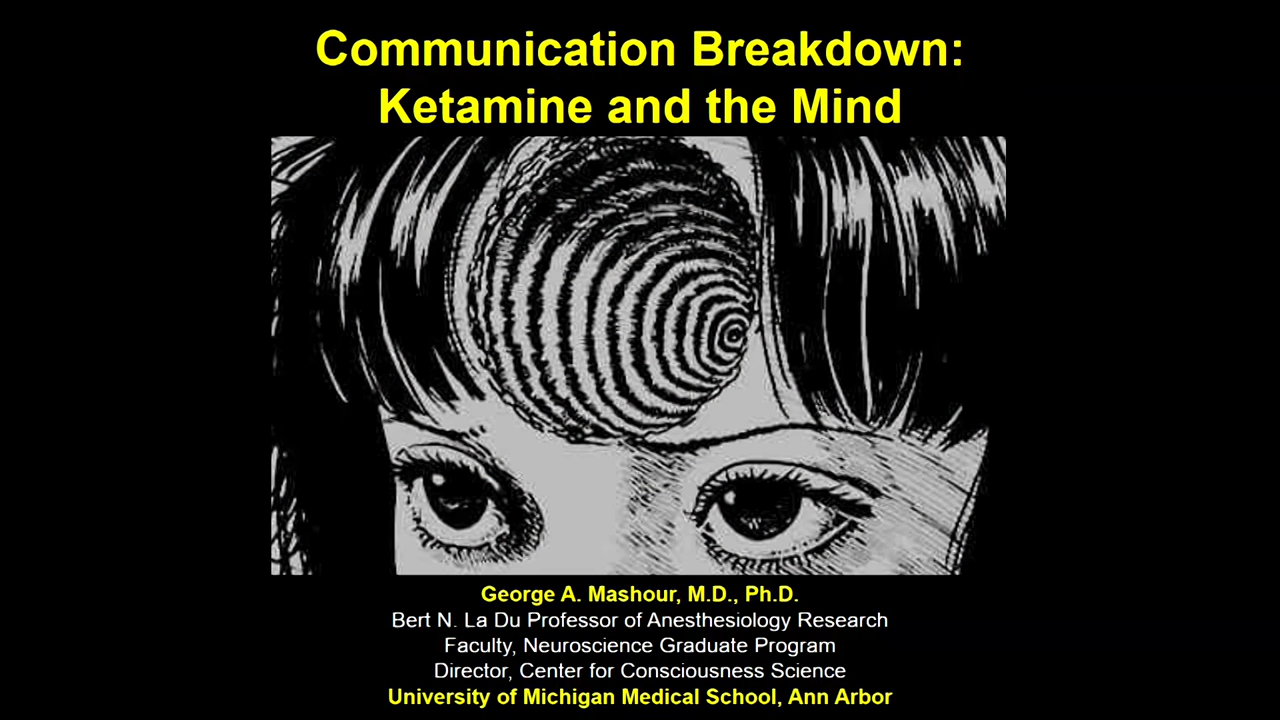 Communication Breakdown:
Ketamine and the Mind
George A. Mashour, M.D., Ph.D.
Bert N. La Du Professor of Anesthesiology Research
Faculty, Neuroscience Graduate Program
Director, Center for Consciousness Science
University of Michigan Medical School, Ann Arbor